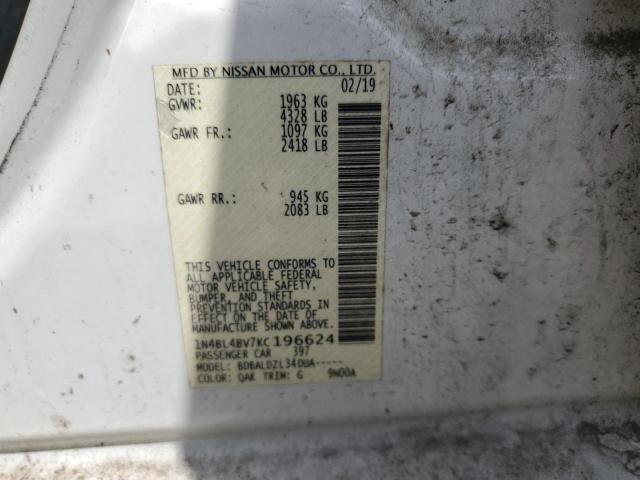 MFD BY NISSAN MOTOR CO., LTD.
DATE: 02/19
GVWR: 1963 KG
4328 LB
GAWR FR.: 1097 KG
2418 LB
GAWR RR.: 945 KG
2083 LB
THIS VEHICLE CONFORMS TO
ALL APPLICABLE FEDERAL
MOTOR VEHICLE SAFETY,
BUMPER, AND THEFT
PREVENTION STANDARDS IN
EFFECT ON THE DATE OF
MANUFACTURE SHOWN ABOVE.
1N4BL4BV7KC196624
PASSENGER CAR 397
MODEL: BDBALDZL34DUA-----
COLOR: QAK TRIM: G 9N00A